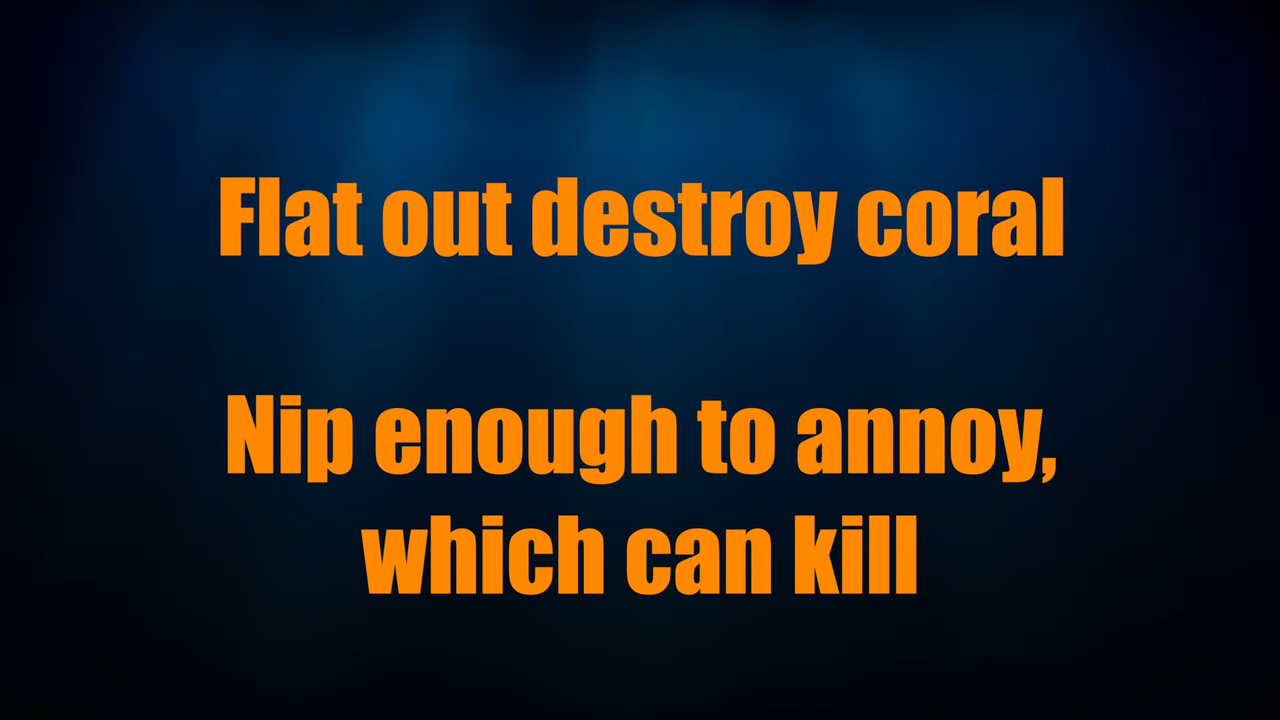 Flat out destroy coral
Nip enough to annoy,
which can kill